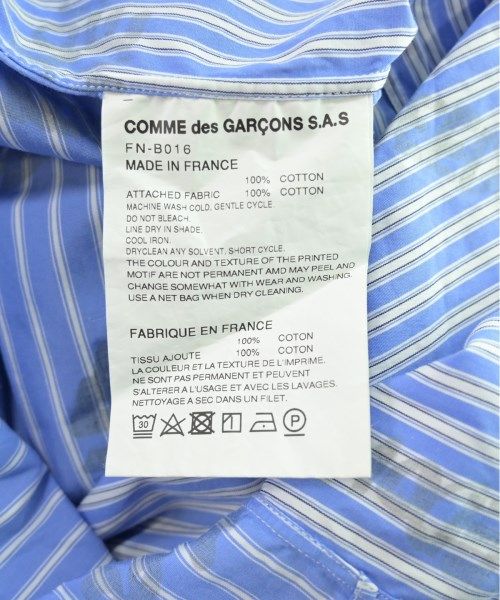 COMME des GARÇONS S.A.S
FN-B016
MADE IN FRANCE
100% COTTON
ATTACHED FABRIC 100% COTTON
MACHINE WASH COLD, GENTLE CYCLE.
DO NOT BLEACH.
LINE DRY IN SHADE.
COOL IRON.
DRYCLEAN ANY SOLVENT, SHORT CYCLE.
THE COLOUR AND TEXTURE OF THE PRINTED
MOTIF ARE NOT PERMANENT AMD MAY PEEL AND
CHANGE SOMEWHAT WITH WEAR AND WASHING.
USE A NET BAG WHEN DRY CLEANING.
FABRIQUE EN FRANCE
100% COTTON
TISSU AJOUTE 100% COTTON
LA COULEUR ET LA TEXTURE DE L'IMPRIME.
NE SONT PAS PERMANENT ET PEUVENT
S'ALTERER A L'USAGE ET AVEC LES LAVAGES.
NETTOYAGE A SEC DANS UN FILET.
30 P